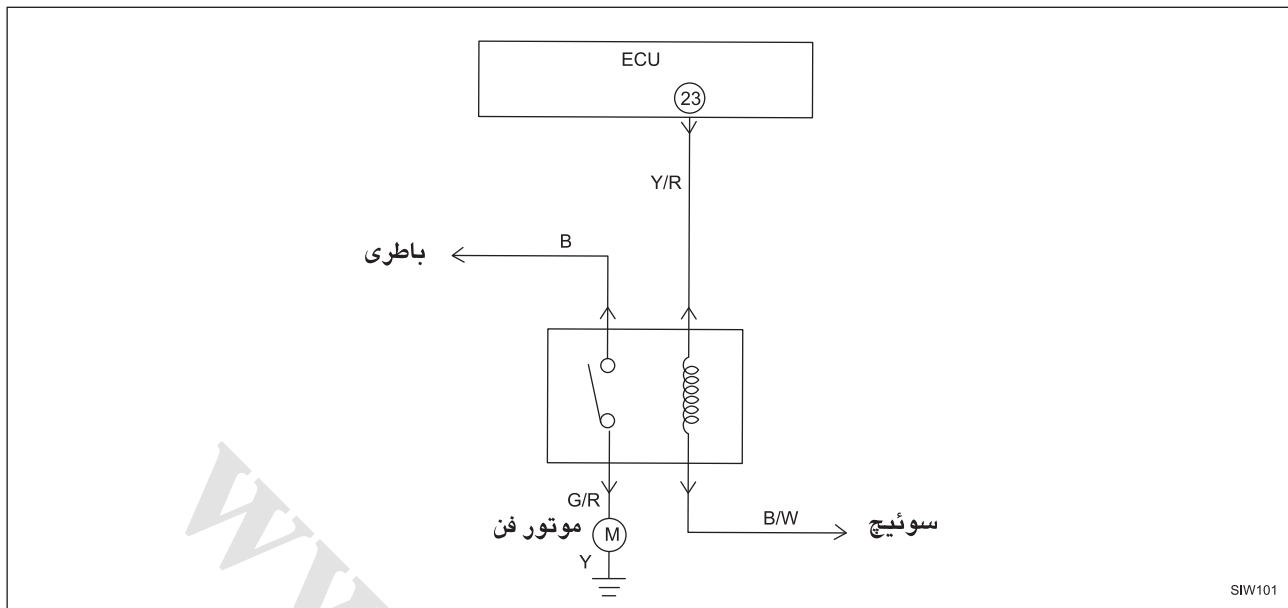 ECU
23
Y/R
باطری
B
G/R
موتور فن
M
Y
B/W
سوئیچ
SIW101